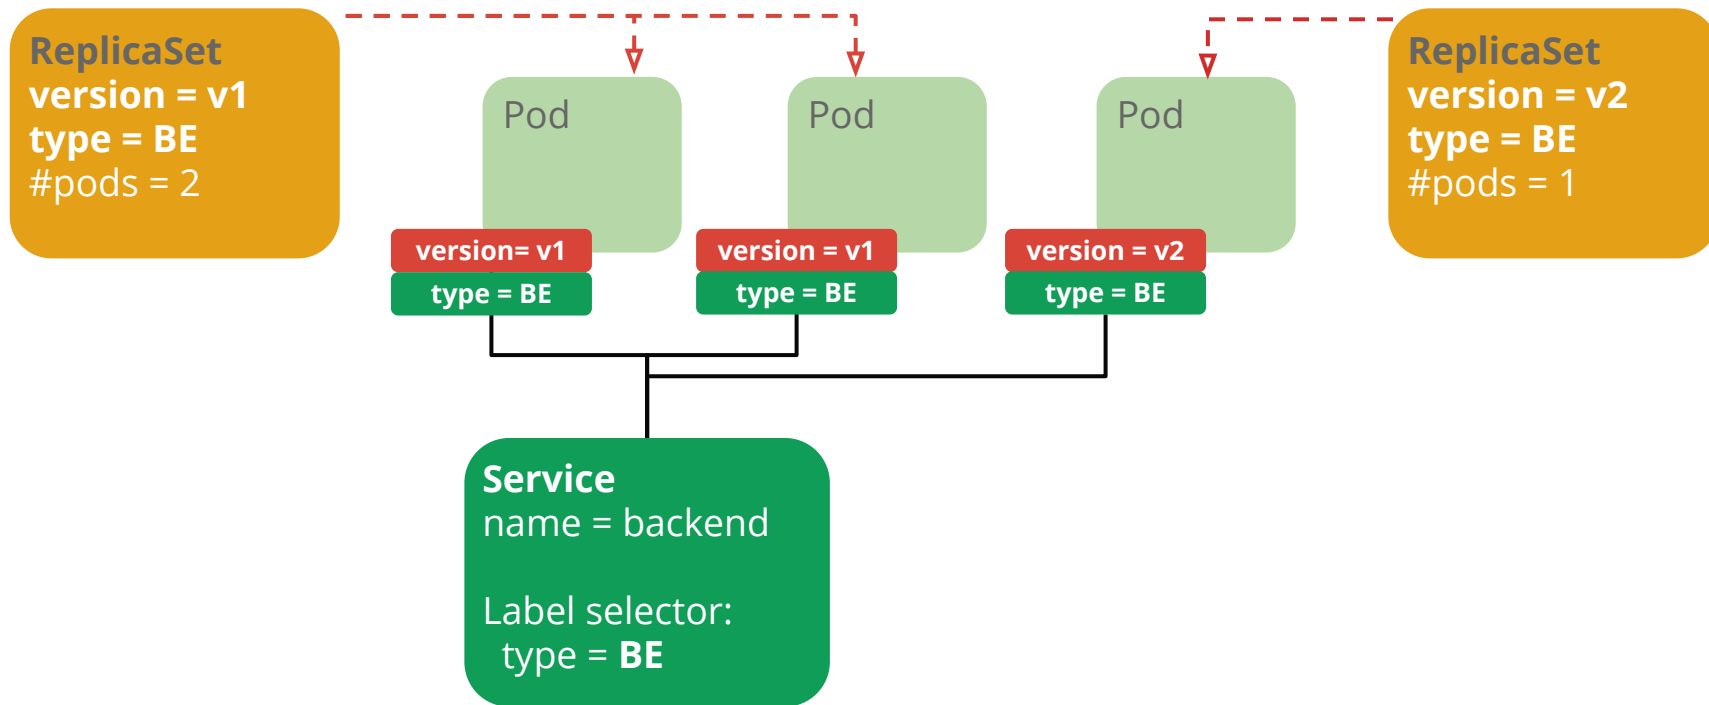 ReplicaSet
version = v1
type = BE
#pods = 2
Pod
version= v1
type = BE
Pod
version = v1
type = BE
Pod
version = v2
type = BE
ReplicaSet
version = v2
type = BE
#pods = 1
Service
name = backend
Label selector:
type = BE